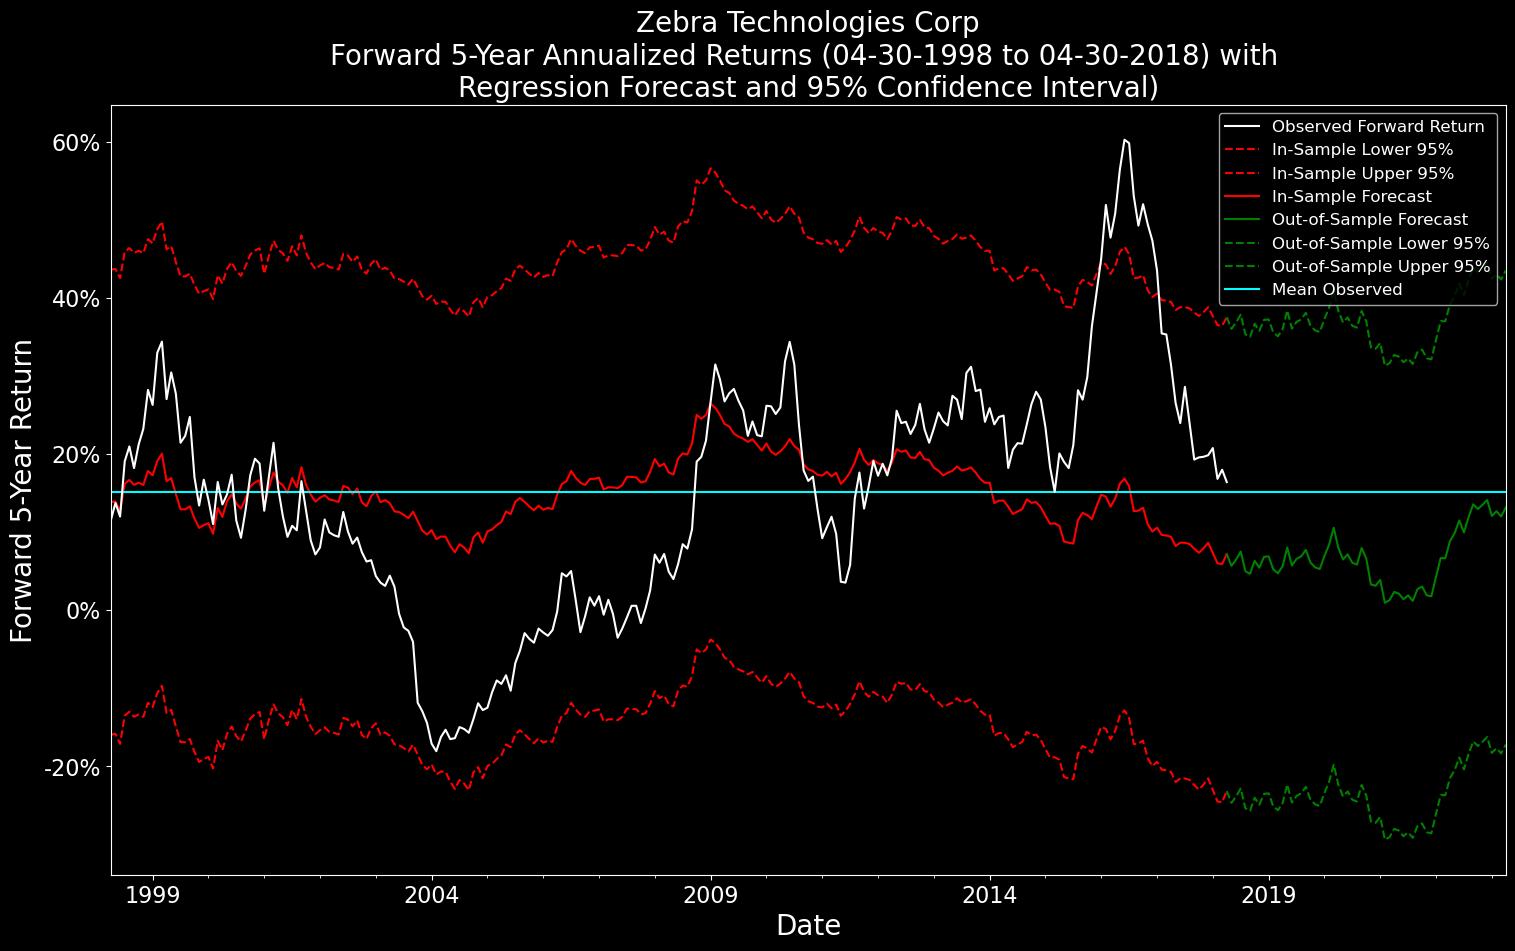 Zebra Technologies Corp
Forward 5-Year Annualized Returns (04-30-1998 to 04-30-2018) with
Regression Forecast and 95% Confidence Interval)
Observed Forward Return
In-Sample Lower 95%
In-Sample Upper 95%
In-Sample Forecast
Out-of-Sample Forecast
Out-of-Sample Lower 95%
Out-of-Sample Upper 95%
Mean Observed
Forward 5-Year Return
60%
40%
20%
0%
-20%
1999
2004
2009
2014
2019
Date